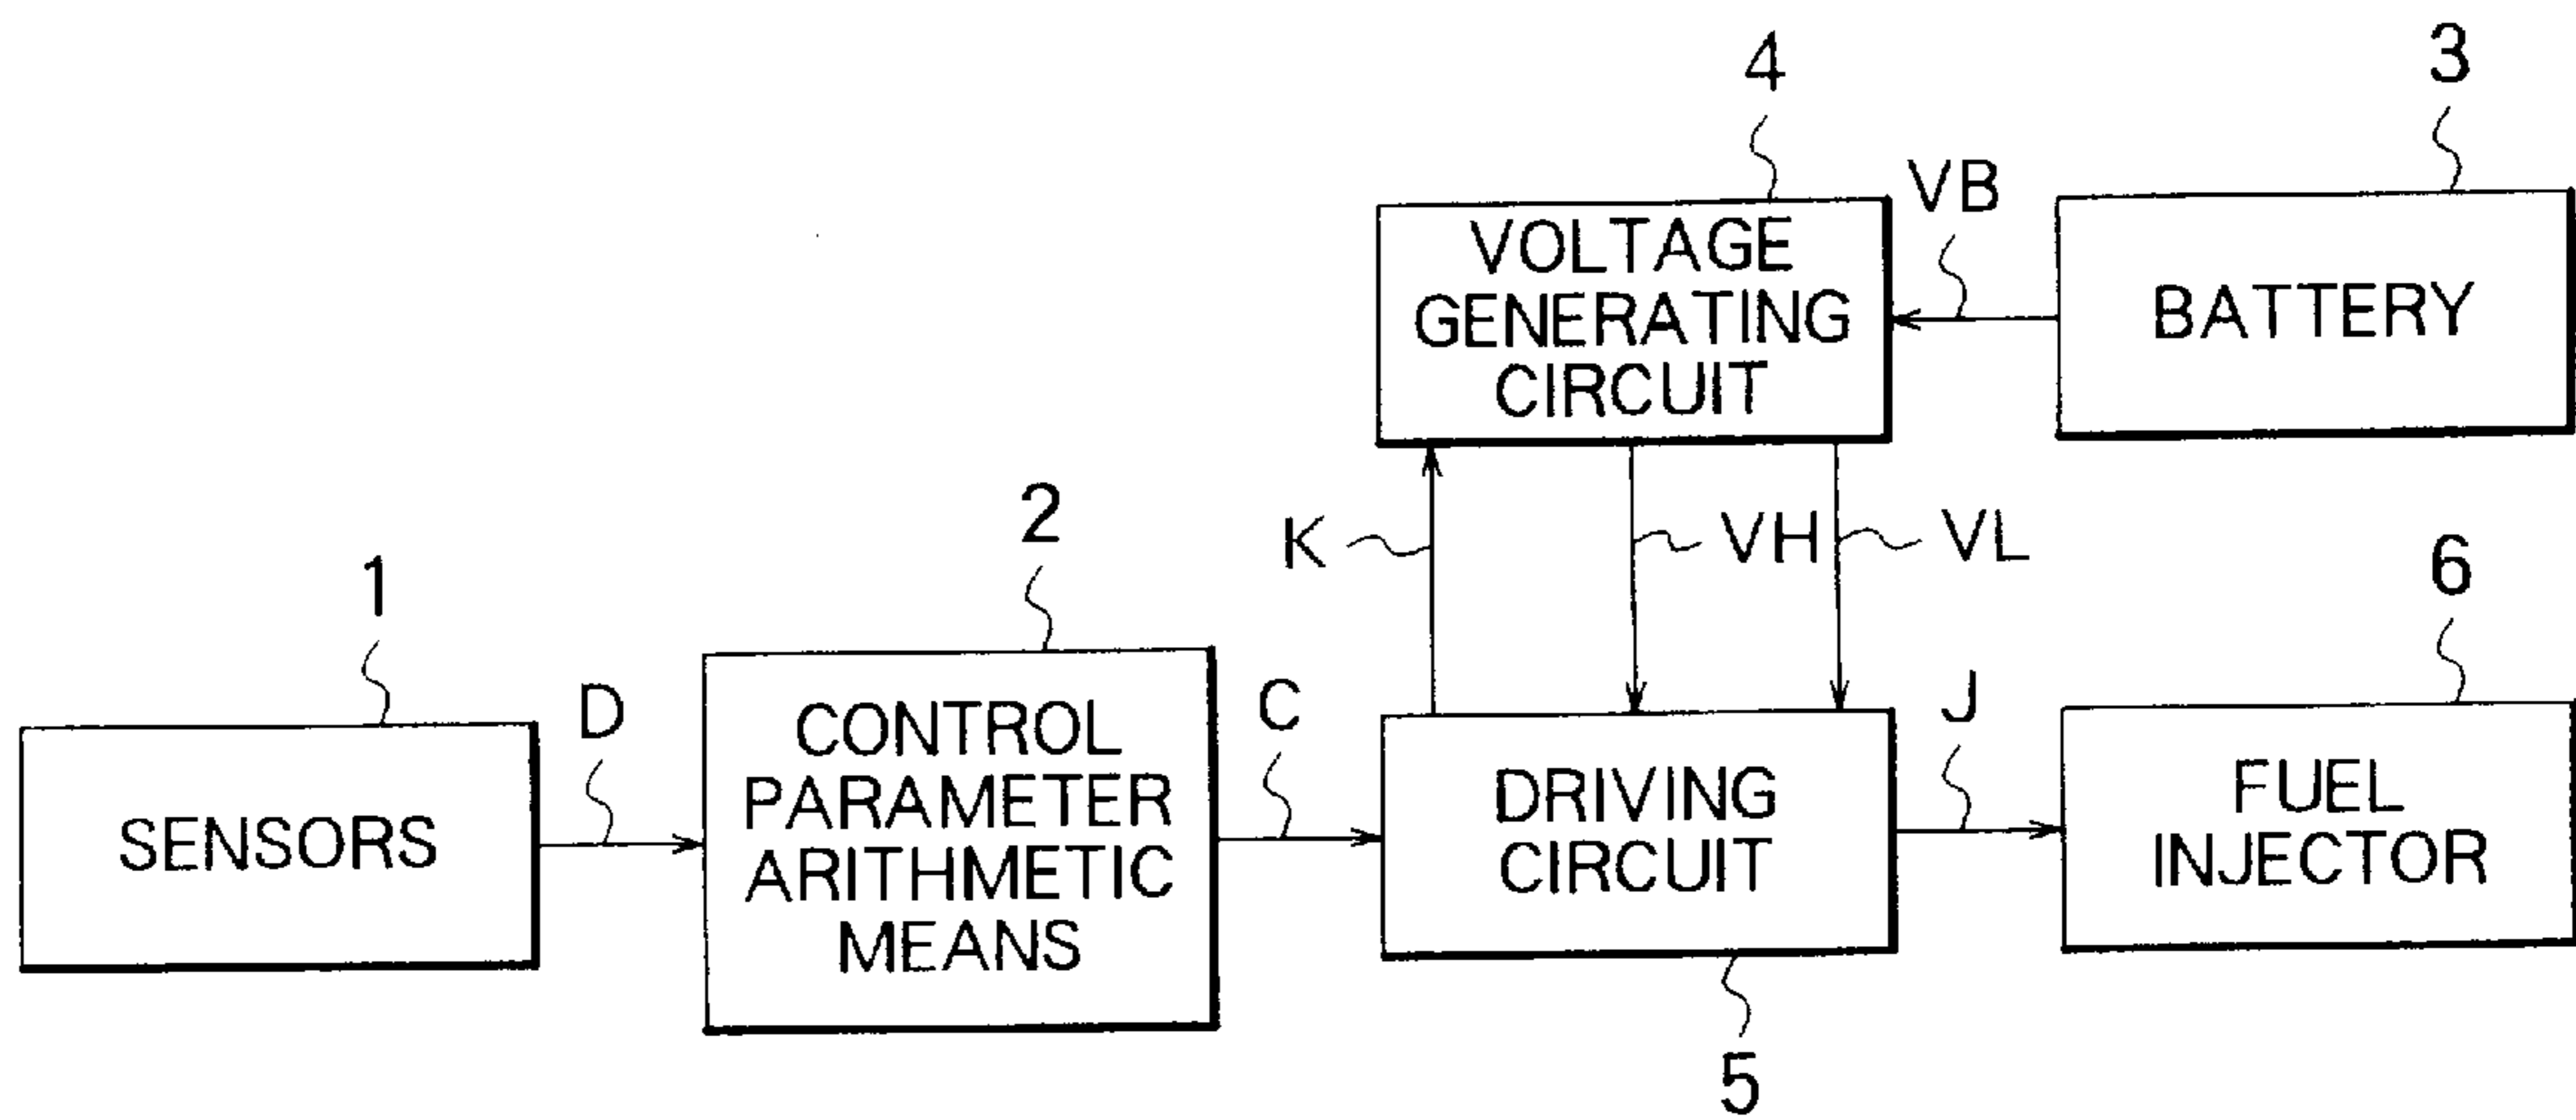 3
4
VB
VOLTAGE
GENERATING
CIRCUIT
BATTERY
2
K
VH
VL
1
6
D
C
J
CONTROL
PARAMETER
ARITHMETIC
MEANS
SENSORS
DRIVING
CIRCUIT
FUEL
INJECTOR
5